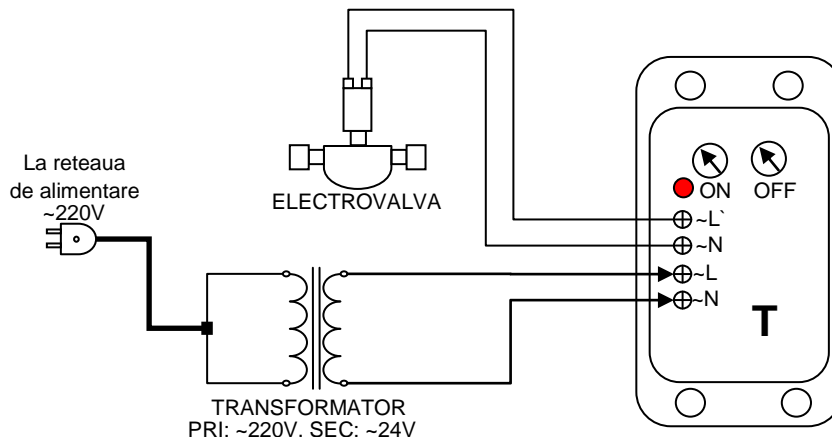 La reteaua
de alimentare
~220V
ELECTROVALVA
ON OFF
~L`
~N
~L
~N
T
TRANSFORMATOR
PRI: ~220V. SEC: ~24V